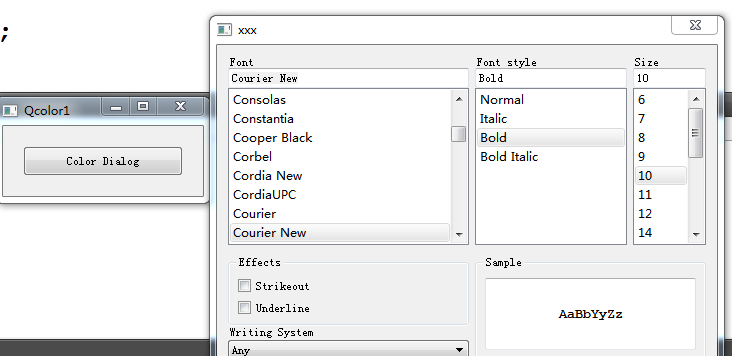 ;
xxx
Font
Font style
Size
Courier New
Bold
10
Consolas
Constantia
Cooper Black
Corbel
Cordia New
CordiaUPC
Courier
Courier New
Normal
Italic
Bold
Bold Italic
6
7
8
9
10
11
12
14
Qcolor1
Color Dialog
Effects
Strikeout
Underline
Sample
AaBbYyZz
Writing System
Any